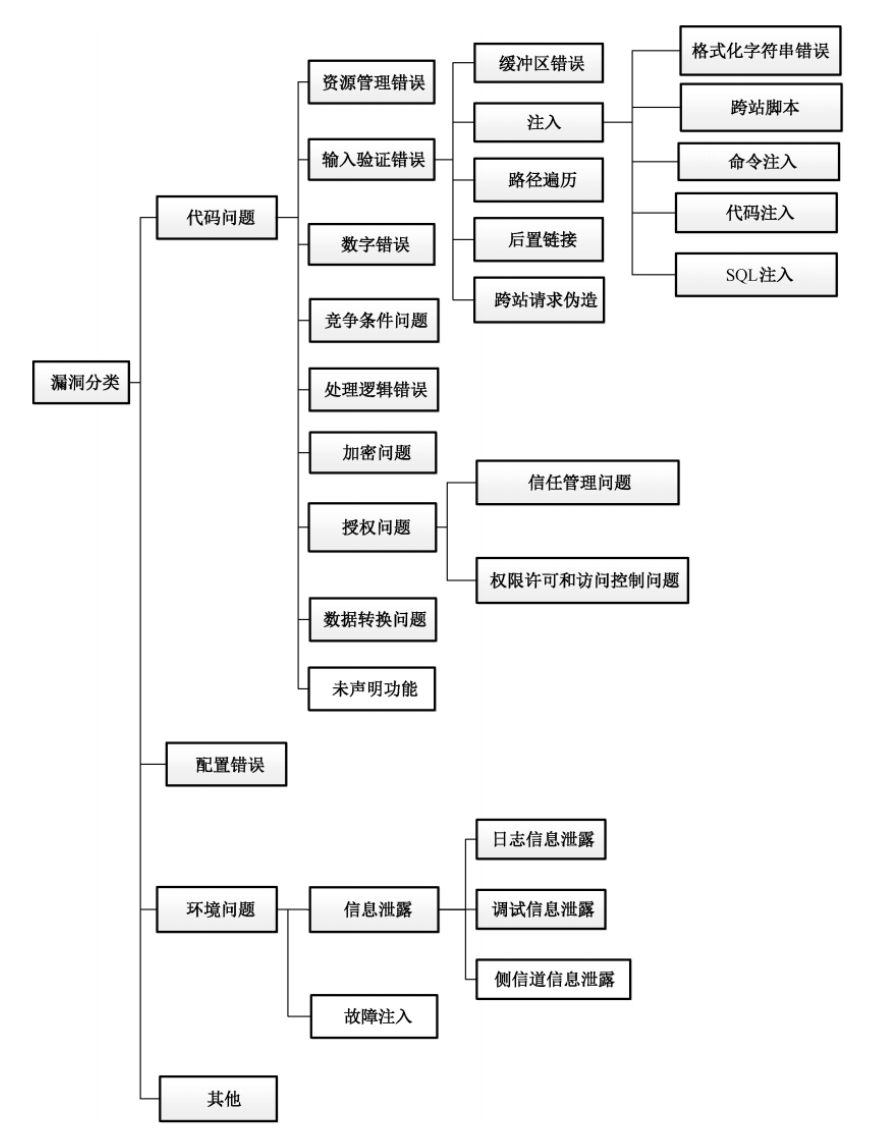 漏洞分类
代码问题
资源管理错误
输入验证错误
缓冲区错误
注入
格式化字符串错误
跨站脚本
命令注入
代码注入
SQL注入
路径遍历
后置链接
跨站请求伪造
数字错误
竞争条件问题
处理逻辑错误
加密问题
授权问题
信任管理问题
权限许可和访问控制问题
数据转换问题
未声明功能
配置错误
环境问题
信息泄露
日志信息泄露
调试信息泄露
侧信道信息泄露
故障注入
其他